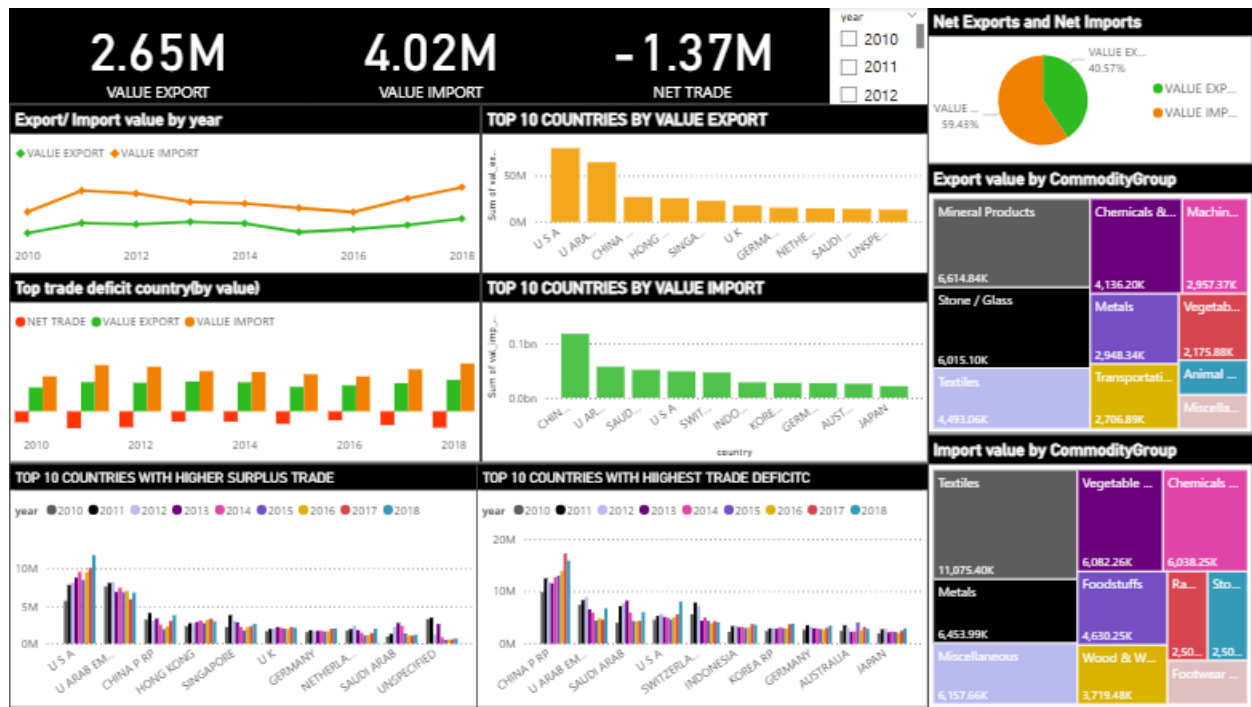 2.65M
VALUE EXPORT
4.02M
VALUE IMPORT
-1.37M
NET TRADE
year
2010
2011
2012
Net Exports and Net Imports
VALUE EX...
40.57%
VALUE ...
59.43%
VALUE EXP...
VALUE IMP...
Export/ Import value by year
VALUE EXPORT VALUE IMPORT
2010 2012 2014 2016 2018
TOP 10 COUNTRIES BY VALUE EXPORT
Sum of val_ex...
50M
0M
U S A U ARA... CHINA ... HONG ... SINGA... U K GERMA... NETHE... SAUDI ... UNSPE...
Export value by CommodityGroup
Mineral Products
6,614.84K
Stone / Glass
6,015.10K
Textiles
4,493.06K
Chemicals &...
4,136.20K
Metals
2,948.34K
Transportati...
2,706.89K
Machin...
2,957.37K
Vegetab...
2,175.88K
Animal ...
Miscella...
Top trade deficit country(by value)
NET TRADE VALUE EXPORT VALUE IMPORT
2010 2012 2014 2016 2018
TOP 10 COUNTRIES BY VALUE IMPORT
Sum of val_imp_...
0.1bn
0.0bn
CHIN... U AR... SAUD... U S A SWIT... INDO... KORE... GERM... AUST... JAPAN
country
Import value by CommodityGroup
Textiles
11,075.40K
Metals
6,453.99K
Miscellaneous
6,157.66K
Vegetable ...
6,082.26K
Foodstuffs
4,630.25K
Wood & W...
3,719.48K
Chemicals ...
6,038.25K
Ra...
2,50...
Sto...
2,50...
Footwear ...
TOP 10 COUNTRIES WITH HIGHER SURPLUS TRADE
year 2010 2011 2012 2013 2014 2015 2016 2017 2018
10M
5M
0M
U S A U ARAB EM... CHINA P RP HONG KONG SINGAPORE U K GERMANY NETHERLA... SAUDI ARAB UNSPECIFIED
TOP 10 COUNTRIES WITH HIIGHEST TRADE DEFICITC
year 2010 2011 2012 2013 2014 2015 2016 2017 2018
20M
10M
0M
CHINA P RP U ARAB EM... SAUDI ARAB U S A SWITZERLA... INDONESIA KOREA RP GERMANY AUSTRALIA JAPAN